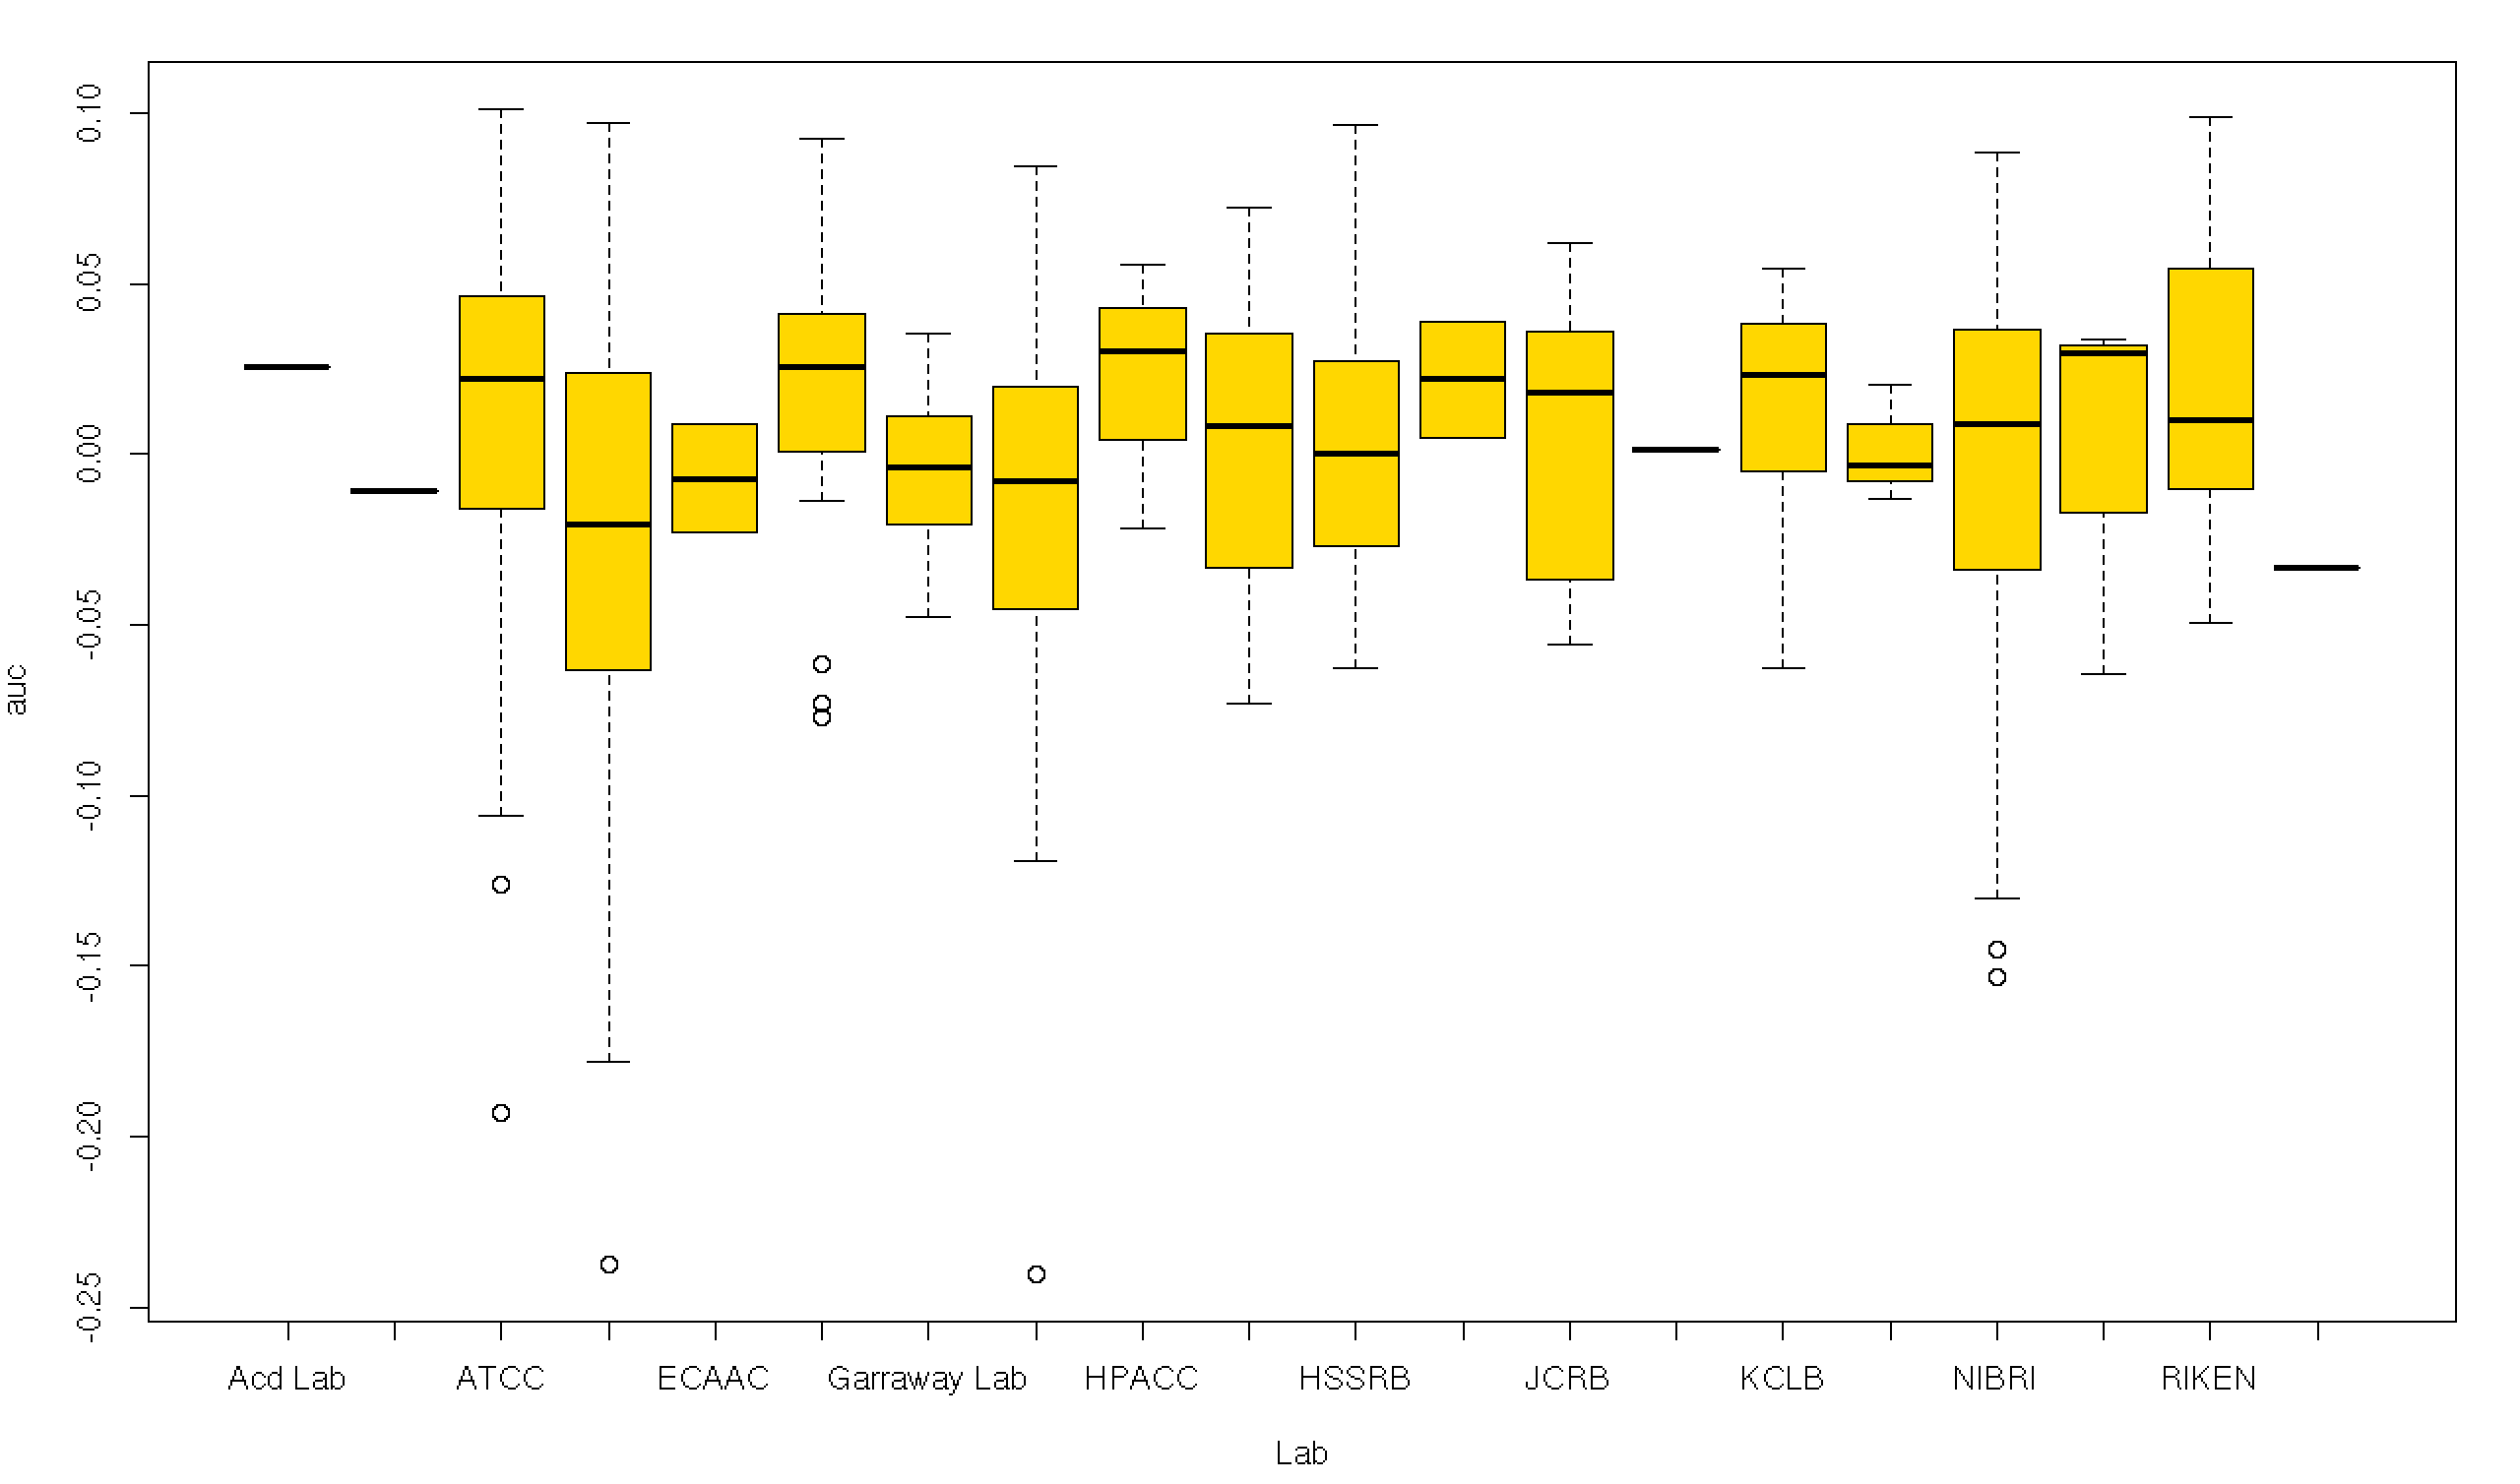 auc
0.10
0.05
0.00
-0.05
-0.10
-0.15
-0.20
-0.25
Acd Lab ATCC ECAAC Garraway Lab HPACC HSSRB JCRB KCLB NIBRI RIKEN
Lab